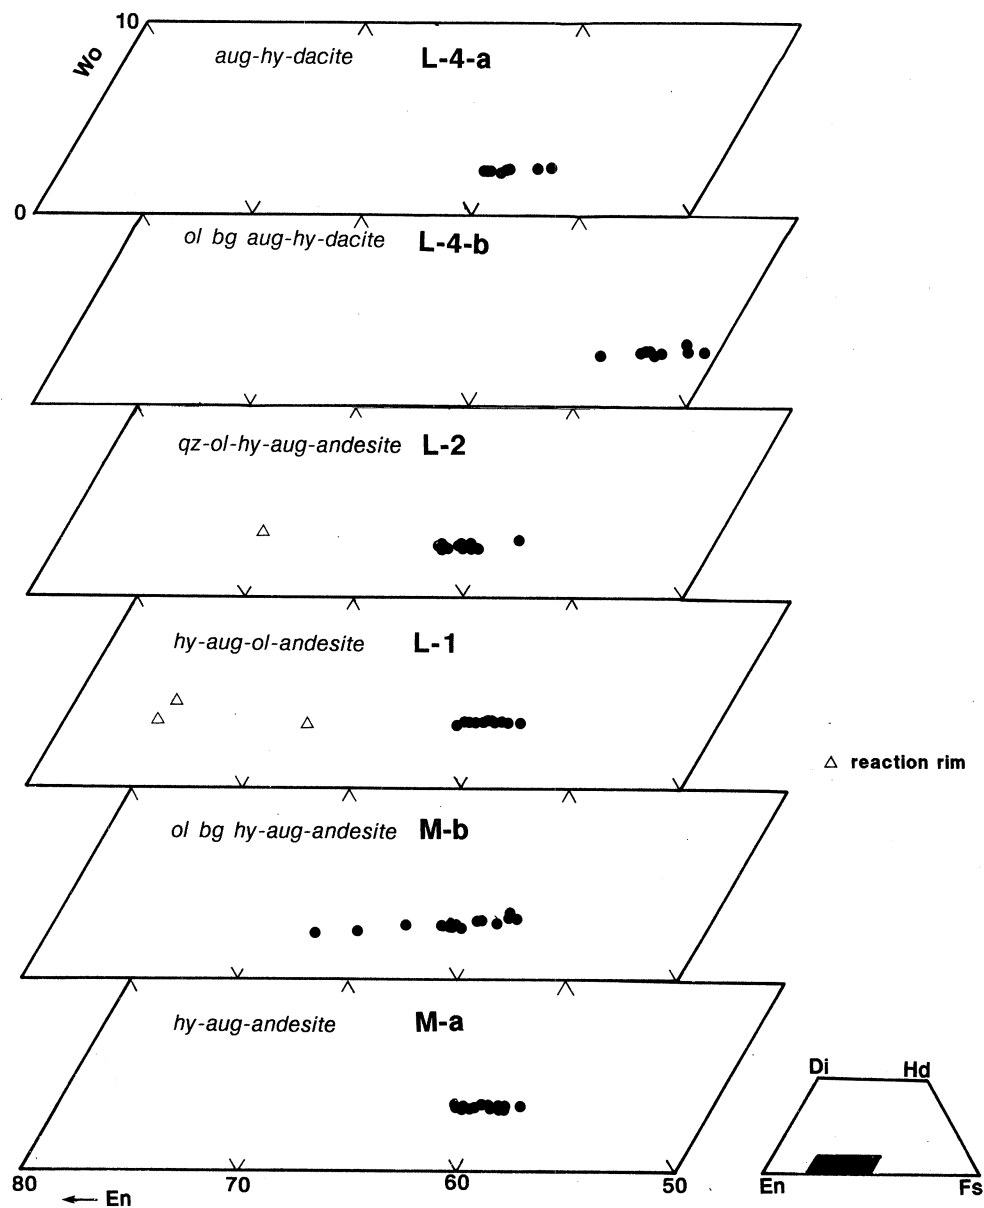 10
Wo
aug-hy-dacite L-4-a
0
ol bg aug-hy-dacite L-4-b
qz-ol-hy-aug-andesite L-2
hy-aug-ol-andesite L-1
reaction rim
ol bg hy-aug-andesite M-b
hy-aug-andesite M-a
Di Hd
80 70 60 50
En Fs
← En